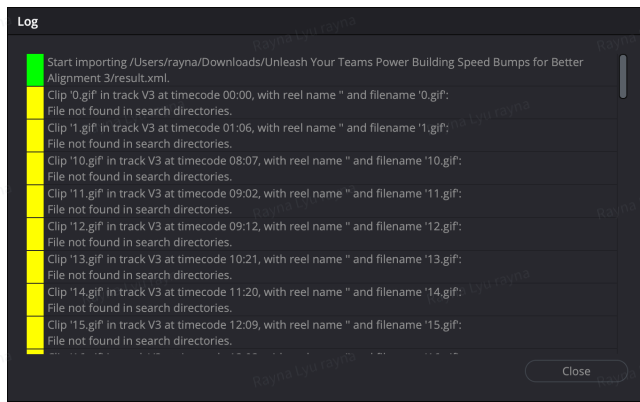 Log
Start importing /Users/rayna/Downloads/Unleash Your Teams Power Building Speed Bumps for Better
Alignment 3/result.xml.
Clip '0.gif' in track V3 at timecode 00:00, with reel name '' and filename '0.gif':
File not found in search directories.
Clip '1.gif' in track V3 at timecode 01:06, with reel name '' and filename '1.gif':
File not found in search directories.
Clip '10.gif' in track V3 at timecode 08:07, with reel name '' and filename '10.gif':
File not found in search directories.
Clip '11.gif' in track V3 at timecode 09:02, with reel name '' and filename '11.gif':
File not found in search directories.
Clip '12.gif' in track V3 at timecode 09:12, with reel name '' and filename '12.gif':
File not found in search directories.
Clip '13.gif' in track V3 at timecode 10:21, with reel name '' and filename '13.gif':
File not found in search directories.
Clip '14.gif' in track V3 at timecode 11:20, with reel name '' and filename '14.gif':
File not found in search directories.
Clip '15.gif' in track V3 at timecode 12:09, with reel name '' and filename '15.gif':
File not found in search directories.
Close
Rayna Lyu rayna